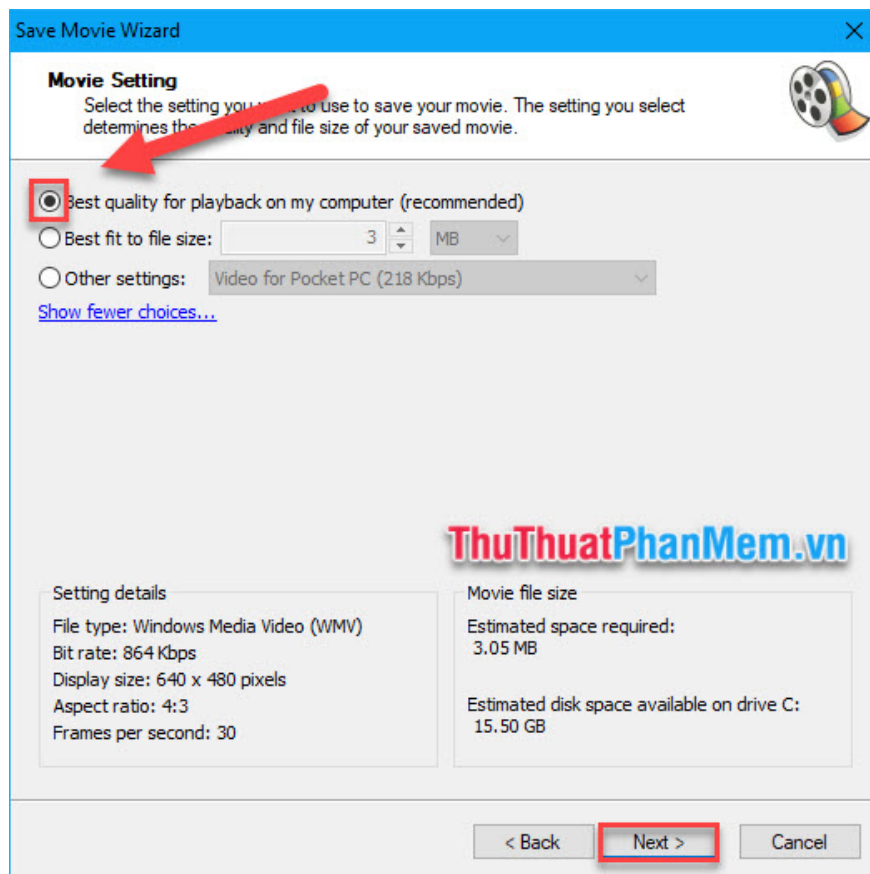 Save Movie Wizard
Movie Setting
Select the setting you to use to save your movie. The setting you select
determines the and file size of your saved movie.
Best quality for playback on my computer (recommended)
Best fit to file size: 3 MB
Other settings: Video for Pocket PC (218 Kbps)
Show fewer choices...
ThuThuatPhanMem.vn
Setting details
File type: Windows Media Video (WMV)
Bit rate: 864 Kbps
Display size: 640 x 480 pixels
Aspect ratio: 4:3
Frames per second: 30
Movie file size
Estimated space required:
3.05 MB
Estimated disk space available on drive C:
15.50 GB
< Back Next > Cancel